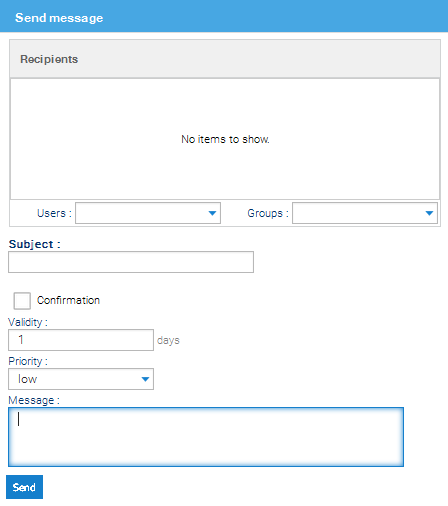 Send message
Recipients
No items to show.
Users : Groups :
Subject :
Confirmation
Validity :
1 days
Priority :
low
Message :
Send